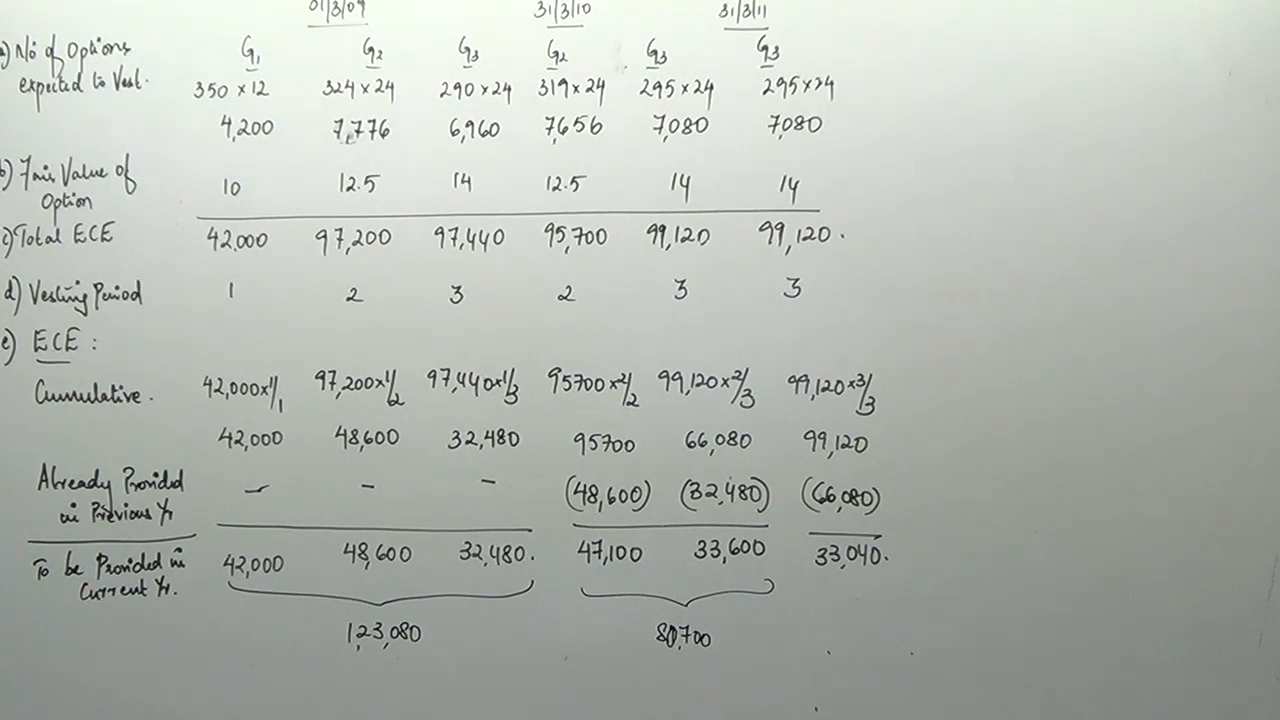 31/3/09 31/3/10 31/3/11
a) No of Options G1 G2 G3 G2 G3 G3
expected to Vest. 350 × 12 324 × 24 290 × 24 319 × 24 295 × 24 295 × 24
4,200 7,776 6,960 7,656 7,080 7,080
b) Fair Value of 10 12.5 14 12.5 14 14
Option
c) Total ECE 42,000 97,200 97,440 95,700 99,120 99,120.
d) Vesting Period 1 2 3 2 3 3
e) ECE :
Cumulative. 42,000×1/1 97,200×1/2 97,440×1/3 95700×2/2 99,120×2/3 99,120×3/3
42,000 48,600 32,480 95700 66,080 99,120
Already Provided - - - (48,600) (32,480) (66,080)
in Previous Yr
To be Provided in 42,000 48,600 32,480. 47,100 33,600 33,040.
Current Yr.
1,23,080 80,700